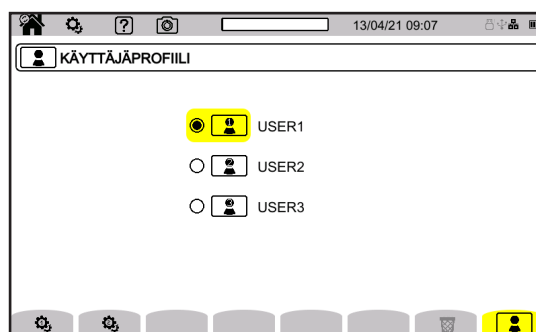 13/04/21 09:07
KÄYTTÄJÄPROFIILI
USER1
USER2
USER3